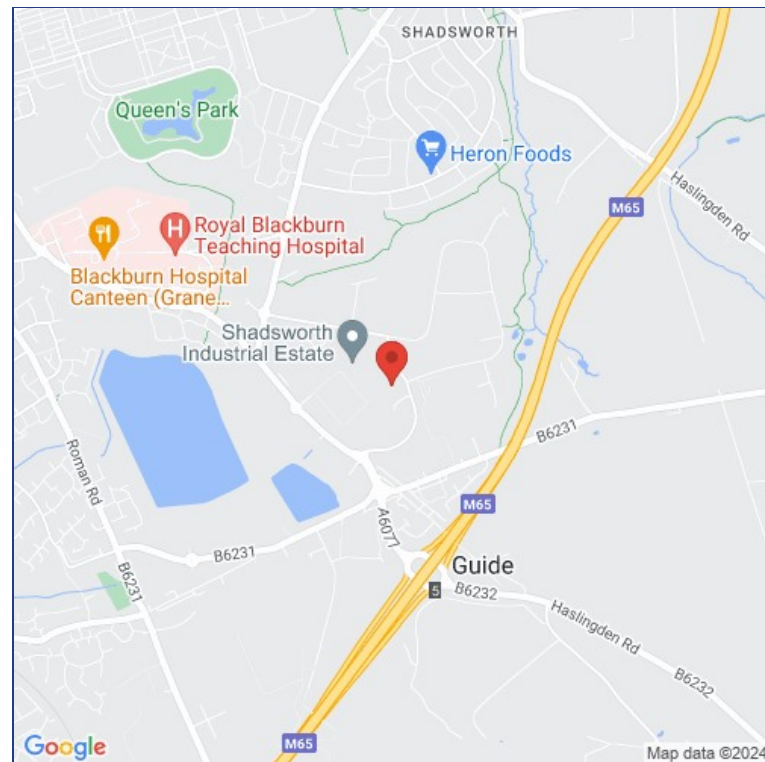 SHADSWORTH
Queen's Park
Heron Foods
Haslingden Rd
M65
H
Royal Blackburn
Teaching Hospital
Blackburn Hospital
Canteen (Grane...
Shadsworth
Industrial Estate
Roman Rd
B6231
M65
A6077
B6231
Guide
5
B6232
B6231
Haslingden Rd
B6232
M65
Google
Map data ©2024